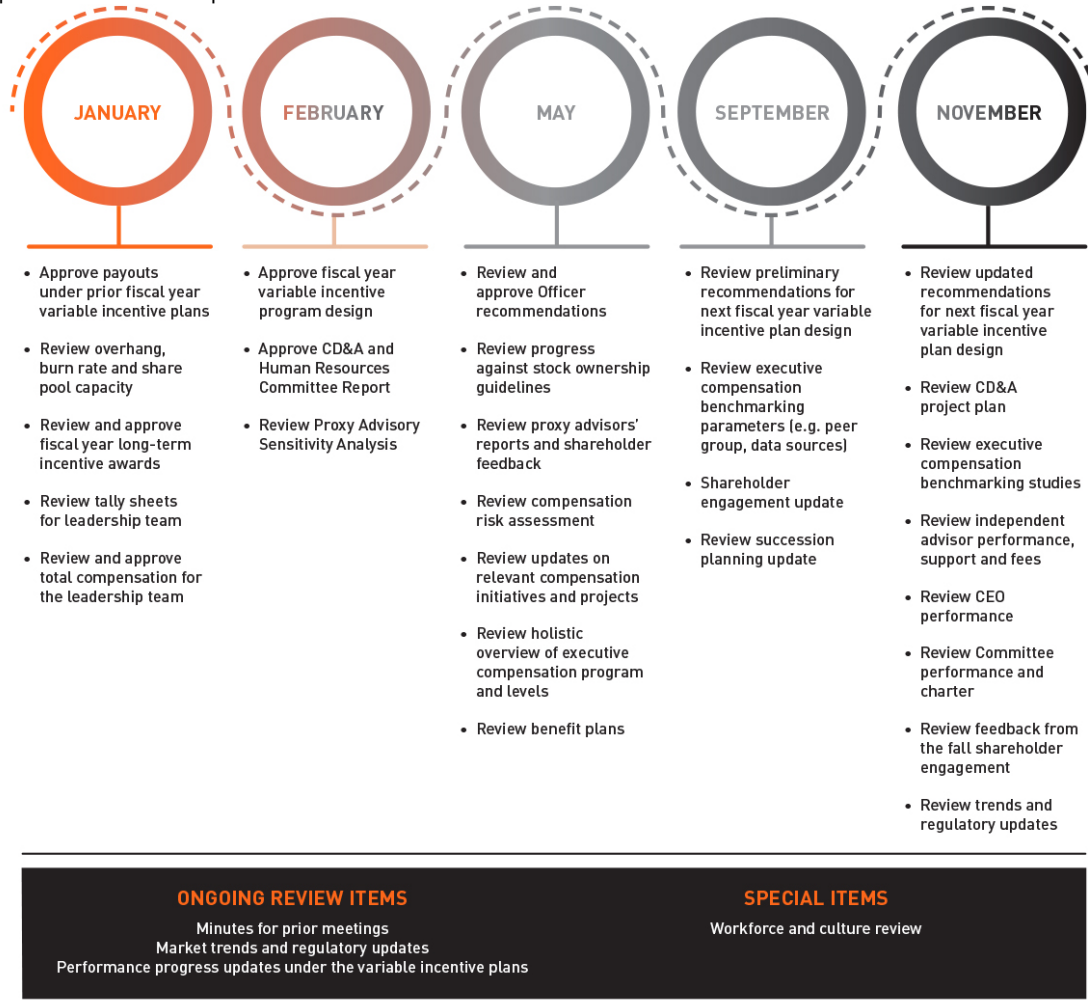 JANUARY
• Approve payouts
under prior fiscal year
variable incentive plans
• Review overhang,
burn rate and share
pool capacity
• Review and approve
fiscal year long-term
incentive awards
• Review tally sheets
for leadership team
• Review and approve
total compensation for
the leadership team
FEBRUARY
• Approve fiscal year
variable incentive
program design
• Approve CD&A and
Human Resources
Committee Report
• Review Proxy Advisory
Sensitivity Analysis
MAY
• Review and
approve Officer
recommendations
• Review progress
against stock ownership
guidelines
• Review proxy advisors’
reports and shareholder
feedback
• Review compensation
risk assessment
• Review updates on
relevant compensation
initiatives and projects
• Review holistic
overview of executive
compensation program
and levels
• Review benefit plans
SEPTEMBER
• Review preliminary
recommendations for
next fiscal year variable
incentive plan design
• Review executive
compensation
benchmarking
parameters (e.g. peer
group, data sources)
• Shareholder
engagement update
• Review succession
planning update
NOVEMBER
• Review updated
recommendations
for next fiscal year
variable incentive
plan design
• Review CD&A
project plan
• Review executive
compensation
benchmarking studies
• Review independent
advisor performance,
support and fees
• Review CEO
performance
• Review Committee
performance and
charter
• Review feedback from
the fall shareholder
engagement
• Review trends and
regulatory updates
ONGOING REVIEW ITEMS
Minutes for prior meetings
Market trends and regulatory updates
Performance progress updates under the variable incentive plans
SPECIAL ITEMS
Workforce and culture review